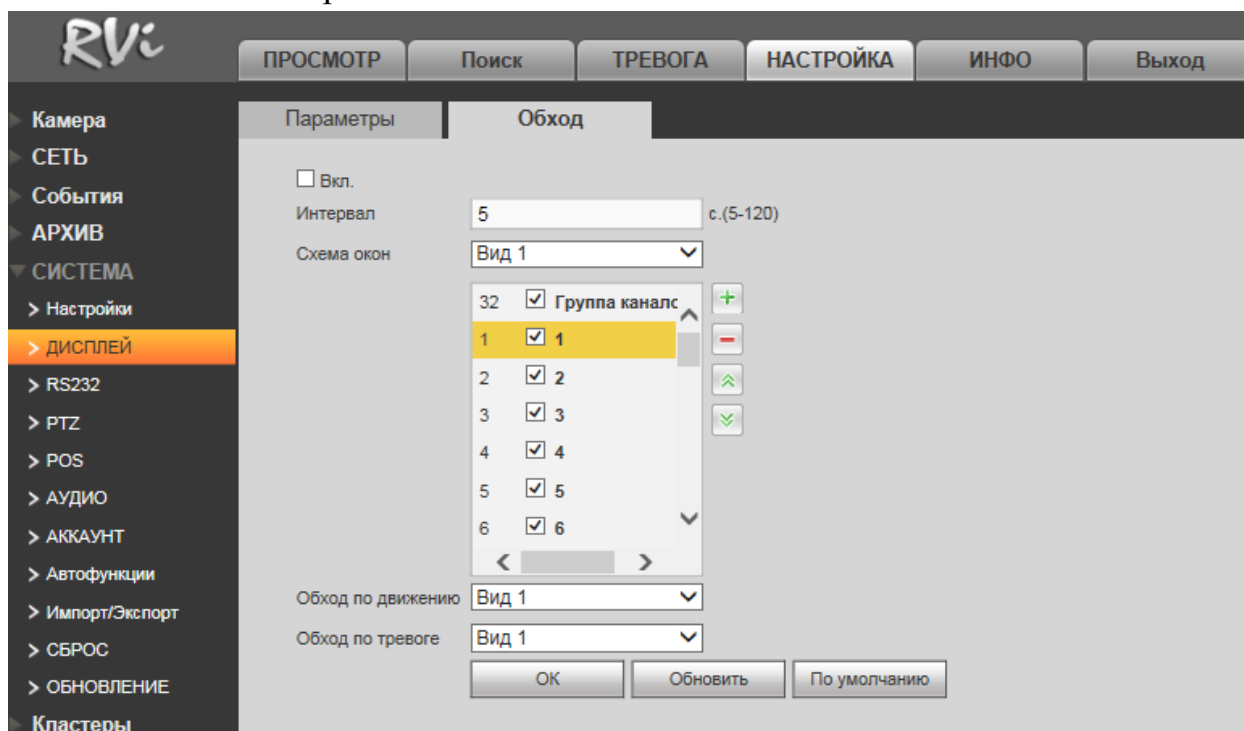 RVi
ПРОСМОТР Поиск ТРЕВОГА НАСТРОЙКА ИНФО Выход
Камера
СЕТЬ
События
АРХИВ
СИСТЕМА
> Настройки
> ДИСПЛЕЙ
> RS232
> PTZ
> POS
> АУДИО
> АККАУНТ
> Автофункции
> Импорт/Экспорт
> СБРОС
> ОБНОВЛЕНИЕ
Кластеры
Параметры Обход
Вкл.
Интервал 5 с.(5-120)
Схема окон Вид 1
32 Группа канало
1 1
2 2
3 3
4 4
5 5
6 6
Обход по движению Вид 1
Обход по тревоге Вид 1
ОК Обновить По умолчанию